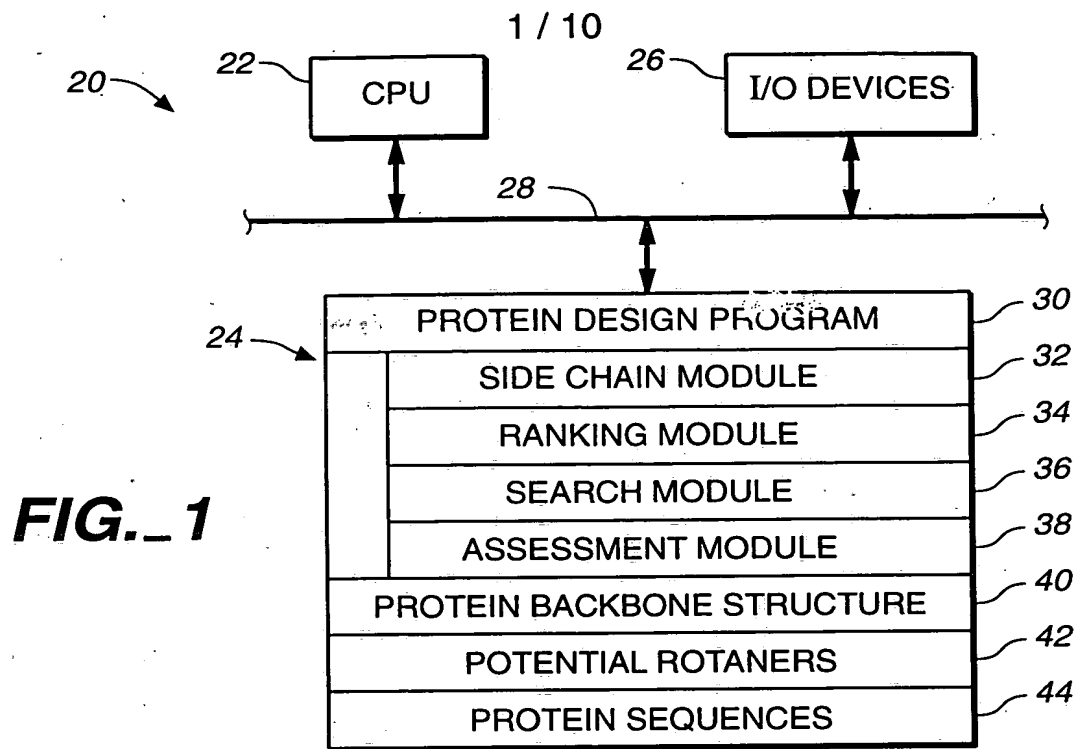 1 / 10
20
22
CPU
26
I/O DEVICES
28
24
PROTEIN DESIGN PROGRAM
30
SIDE CHAIN MODULE
32
RANKING MODULE
34
SEARCH MODULE
36
ASSESSMENT MODULE
38
PROTEIN BACKBONE STRUCTURE
40
POTENTIAL ROTANERS
42
PROTEIN SEQUENCES
44
FIG._1